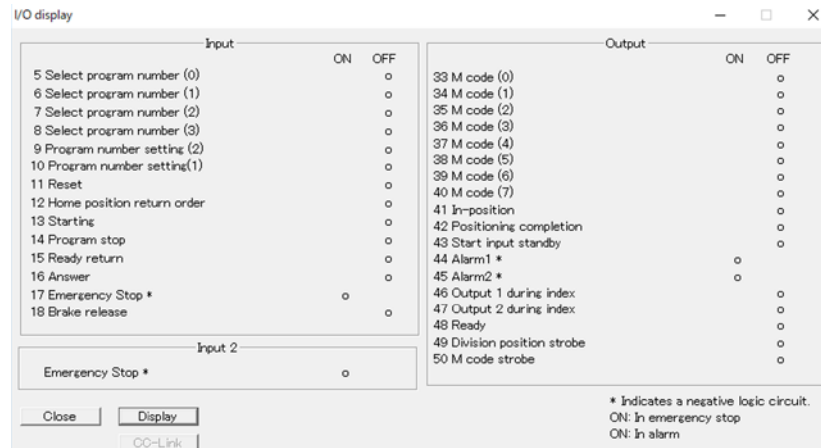 I/O display
Input
ON OFF
5 Select program number (0) o
6 Select program number (1) o
7 Select program number (2) o
8 Select program number (3) o
9 Program number setting (2) o
10 Program number setting(1) o
11 Reset o
12 Home position return order o
13 Starting o
14 Program stop o
15 Ready return o
16 Answer o
17 Emergency Stop * o
18 Brake release o
Input 2
Emergency Stop * o
Close Display
CC-Link
Output
ON OFF
33 M code (0) o
34 M code (1) o
35 M code (2) o
36 M code (3) o
37 M code (4) o
38 M code (5) o
39 M code (6) o
40 M code (7) o
41 In-position o
42 Positioning completion o
43 Start input standby o
44 Alarm1 * o
45 Alarm2 * o
46 Output 1 during index o
47 Output 2 during index o
48 Ready o
49 Division position strobe o
50 M code strobe o
* Indicates a negative logic circuit.
ON: In emergency stop
ON: In alarm